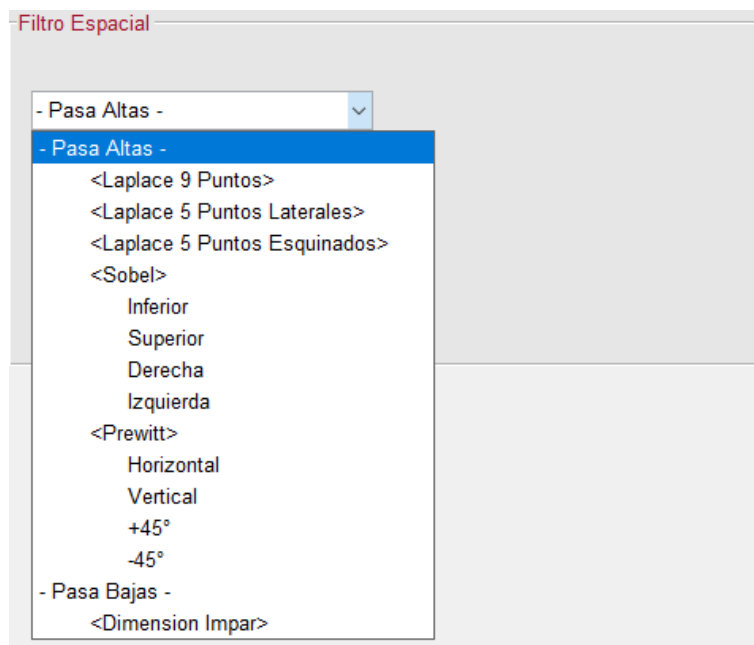 Filtro Espacial
- Pasa Altas -
- Pasa Altas -
<Laplace 9 Puntos>
<Laplace 5 Puntos Laterales>
<Laplace 5 Puntos Esquinados>
<Sobel>
Inferior
Superior
Derecha
Izquierda
<Prewitt>
Horizontal
Vertical
+45°
-45°
- Pasa Bajas -
<Dimension Impar>